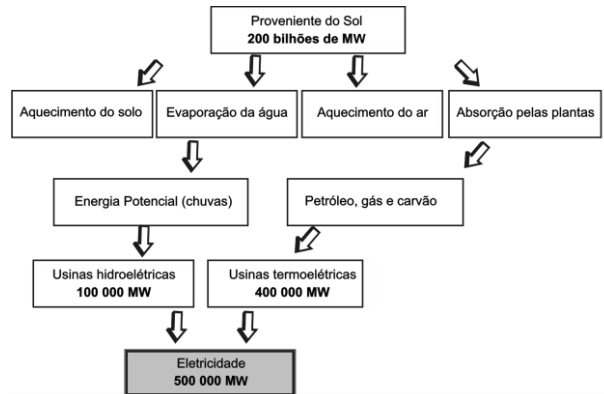 Proveniente do Sol
200 bilhões de MW
Aquecimento do solo
Evaporação da água
Aquecimento do ar
Absorção pelas plantas
Energia Potencial (chuvas)
Petróleo, gás e carvão
Usinas hidroelétricas
100 000 MW
Usinas termoelétricas
400 000 MW
Eletricidade
500 000 MW